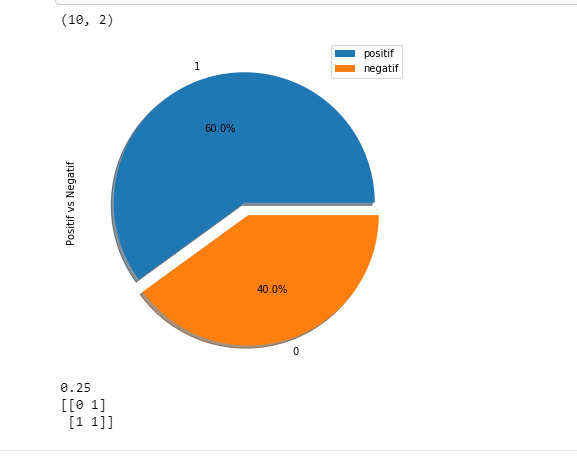 (10, 2)
positif
negatif
1
60.0%
Positif vs Negatif
40.0%
0
0.25
[[0 1]
 [1 1]]